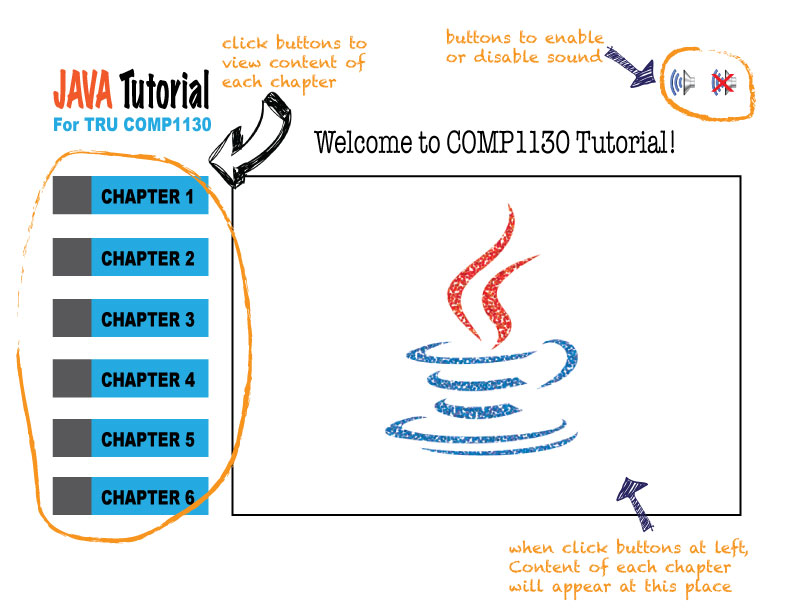 click buttons to
view content of
each chapter
buttons to enable
or disable sound
JAVA Tutorial
For TRU COMP1130
Welcome to COMP1130 Tutorial!
CHAPTER 1
CHAPTER 2
CHAPTER 3
CHAPTER 4
CHAPTER 5
CHAPTER 6
when click buttons at left,
Content of each chapter
will appear at this place